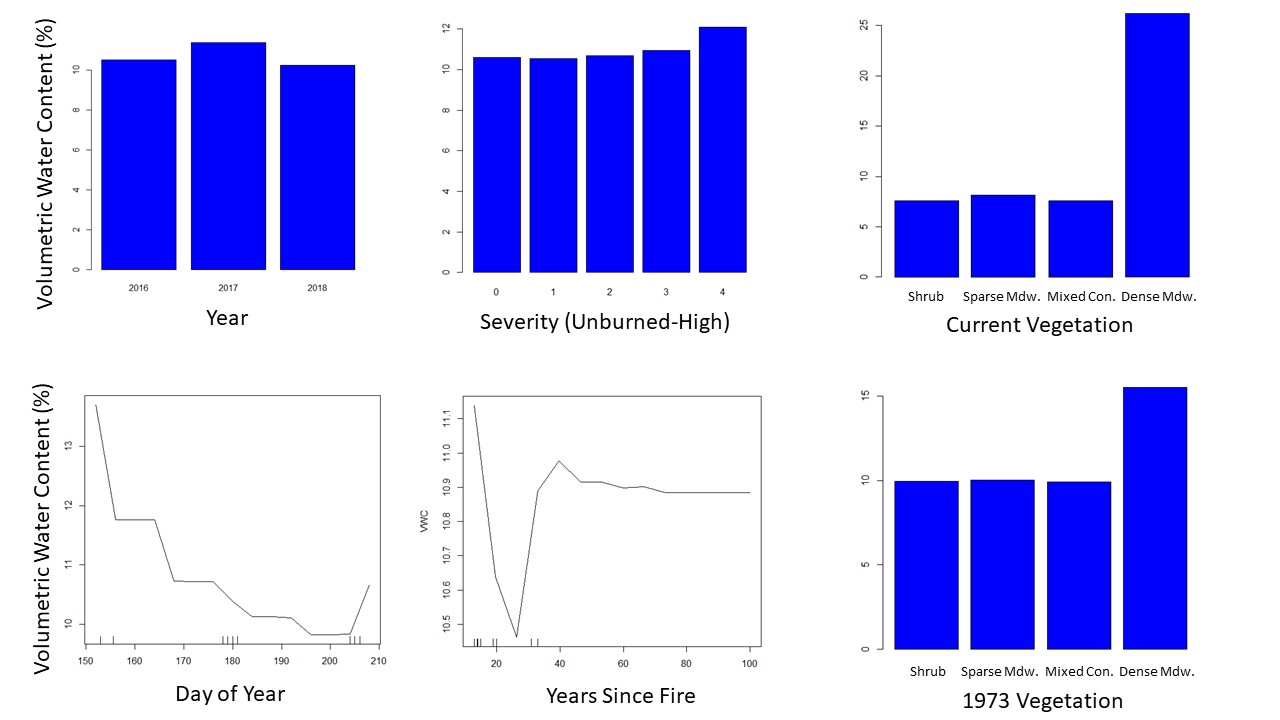 Volumetric Water Content (%)
10
8
6
4
2
0
2016 2017 2018
Year
12
10
8
6
4
2
0
0 1 2 3 4
Severity (Unburned-High)
25
20
15
10
5
0
Shrub Sparse Mdw. Mixed Con. Dense Mdw.
Current Vegetation
Volumetric Water Content (%)
13
12
11
10
150 160 170 180 190 200 210
Day of Year
VWC
11.1
11.0
10.9
10.8
10.7
10.6
10.5
20 40 60 80 100
Years Since Fire
15
10
5
0
Shrub Sparse Mdw. Mixed Con. Dense Mdw.
1973 Vegetation